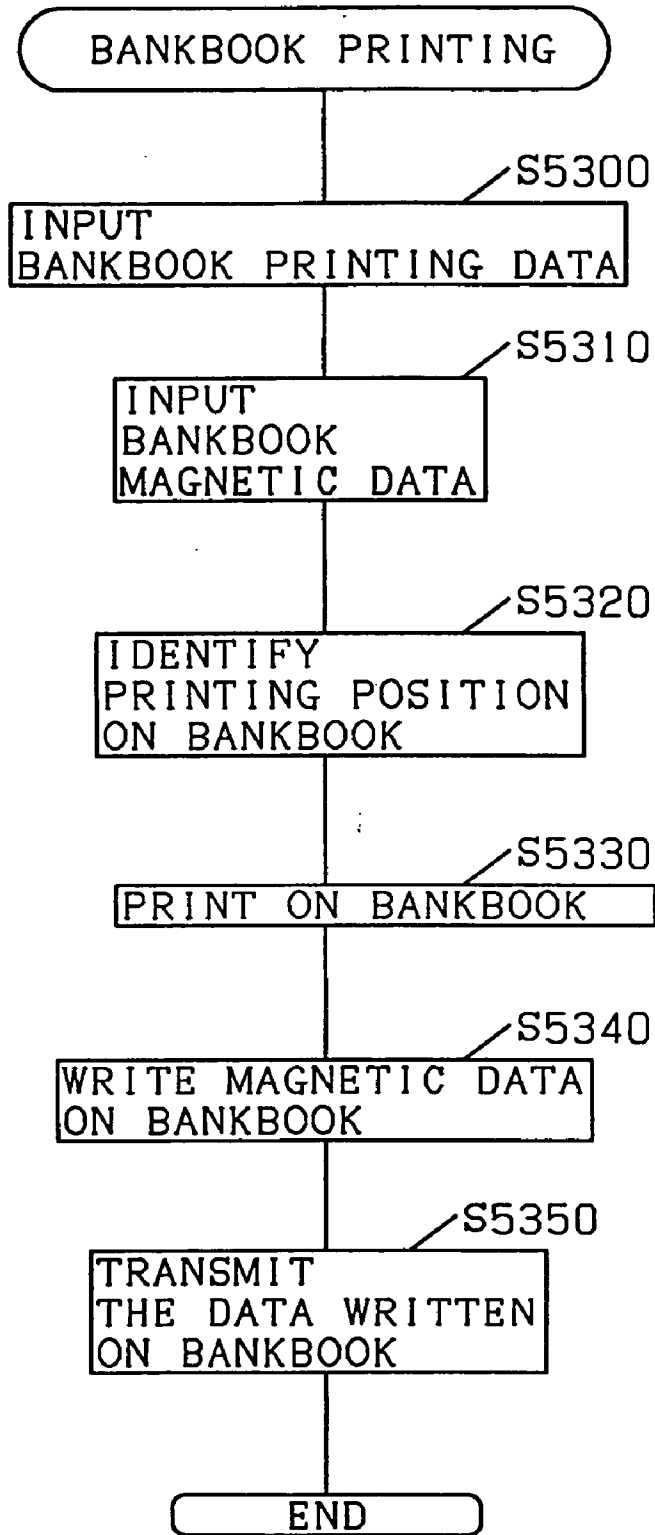 BANKBOOK PRINTING
S5300
INPUT
BANKBOOK PRINTING DATA
S5310
INPUT
BANKBOOK
MAGNETIC DATA
S5320
IDENTIFY
PRINTING POSITION
ON BANKBOOK
S5330
PRINT ON BANKBOOK
S5340
WRITE MAGNETIC DATA
ON BANKBOOK
S5350
TRANSMIT
THE DATA WRITTEN
ON BANKBOOK
END